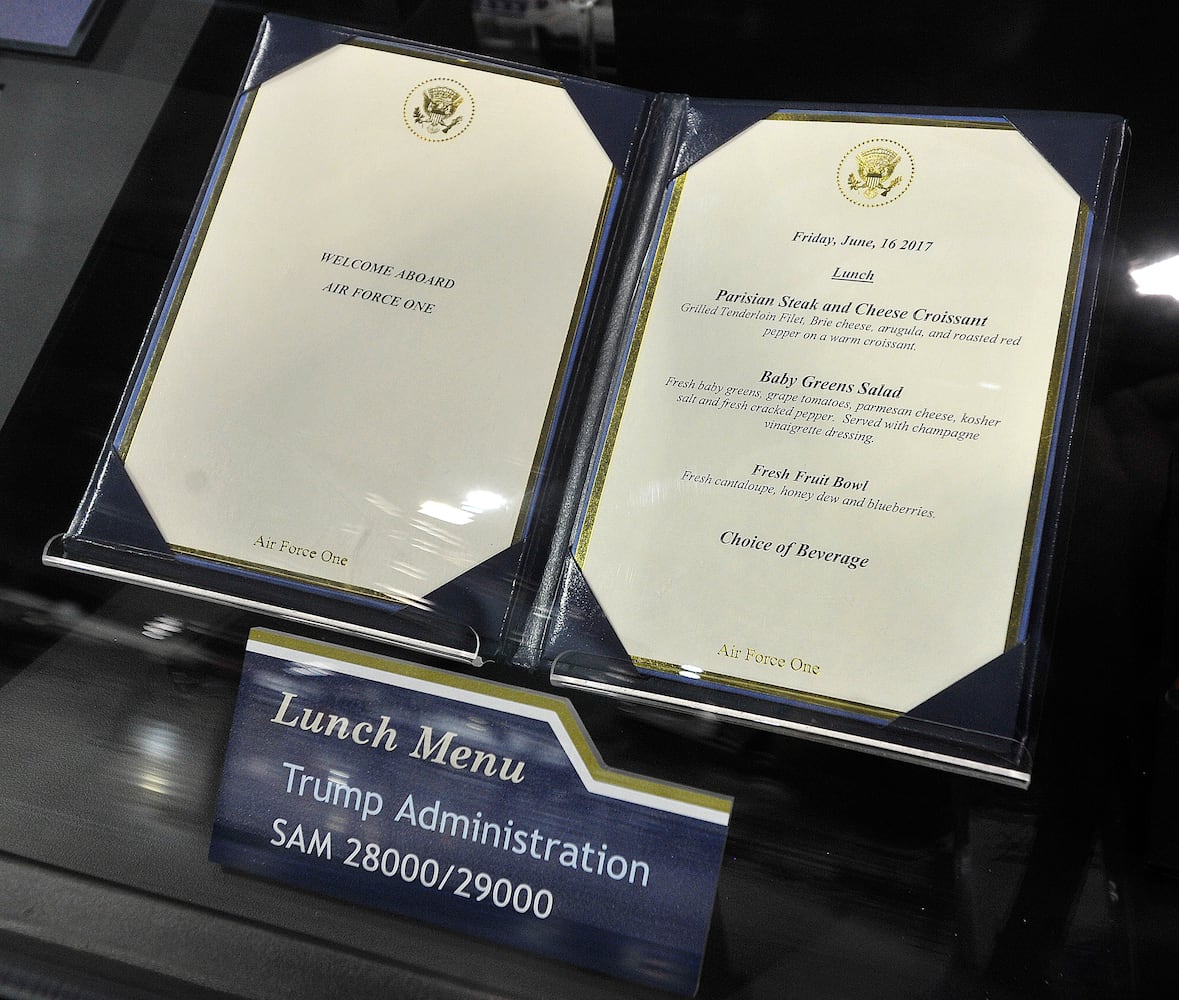 WELCOME ABOARD
AIR FORCE ONE
Air Force One
Friday, June, 16 2017
Lunch
Parisian Steak and Cheese Croissant
Grilled Tenderloin Filet, Brie cheese, arugula, and roasted red
pepper on a warm croissant.
Baby Greens Salad
Fresh baby greens, grape tomatoes, parmesan cheese, kosher
salt and fresh cracked pepper. Served with champagne
vinaigrette dressing.
Fresh Fruit Bowl
Fresh cantaloupe, honey dew and blueberries.
Choice of Beverage
Air Force One
Lunch Menu
Trump Administration
SAM 28000/29000